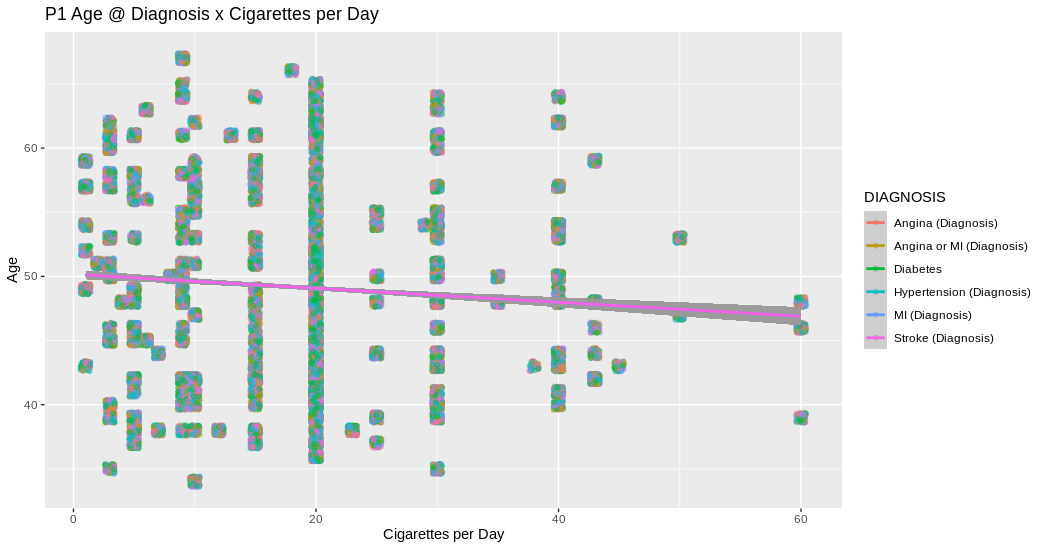 P1 Age @ Diagnosis x Cigarettes per Day
60
50
40
Age
0
20
40
60
Cigarettes per Day
DIAGNOSIS
Angina (Diagnosis)
Angina or MI (Diagnosis)
Diabetes
Hypertension (Diagnosis)
MI (Diagnosis)
Stroke (Diagnosis)